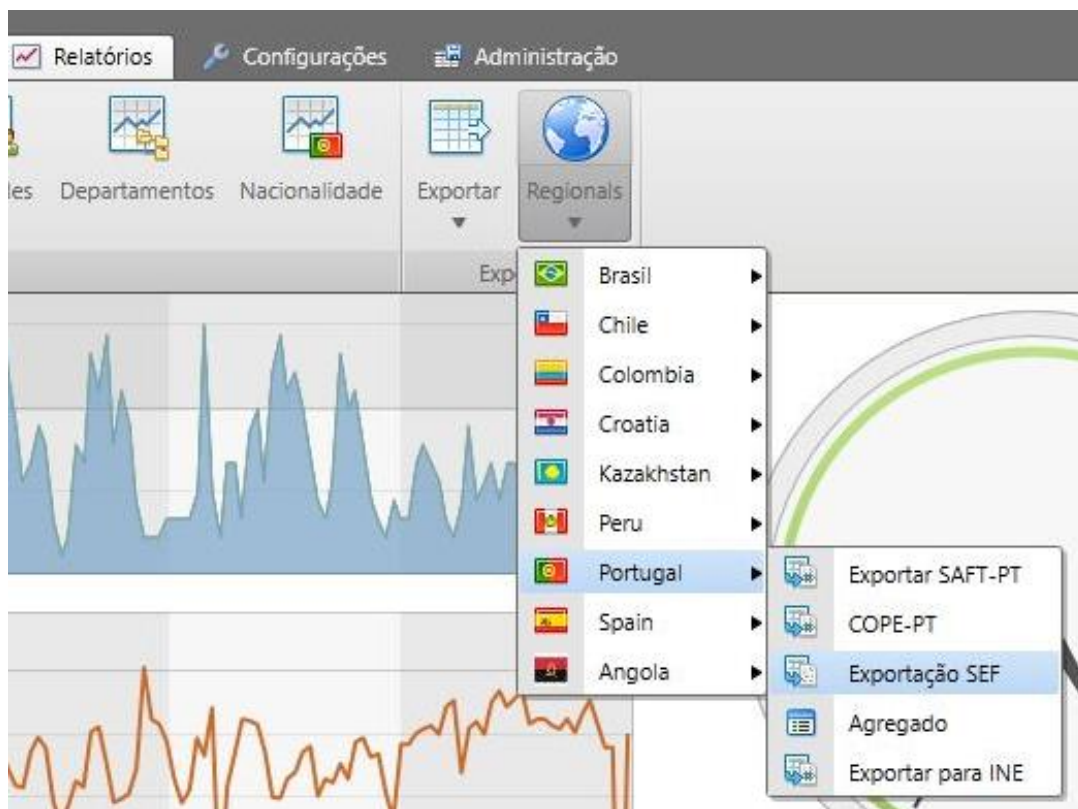 Relatórios
Configurações
Administração
Departamentos
Nacionalidade
Exportar
Regionals
Brasil
Chile
Colombia
Croatia
Kazakhstan
Peru
Portugal
Spain
Angola
Exportar SAFT-PT
COPE-PT
Exportação SEF
Agregado
Exportar para INE